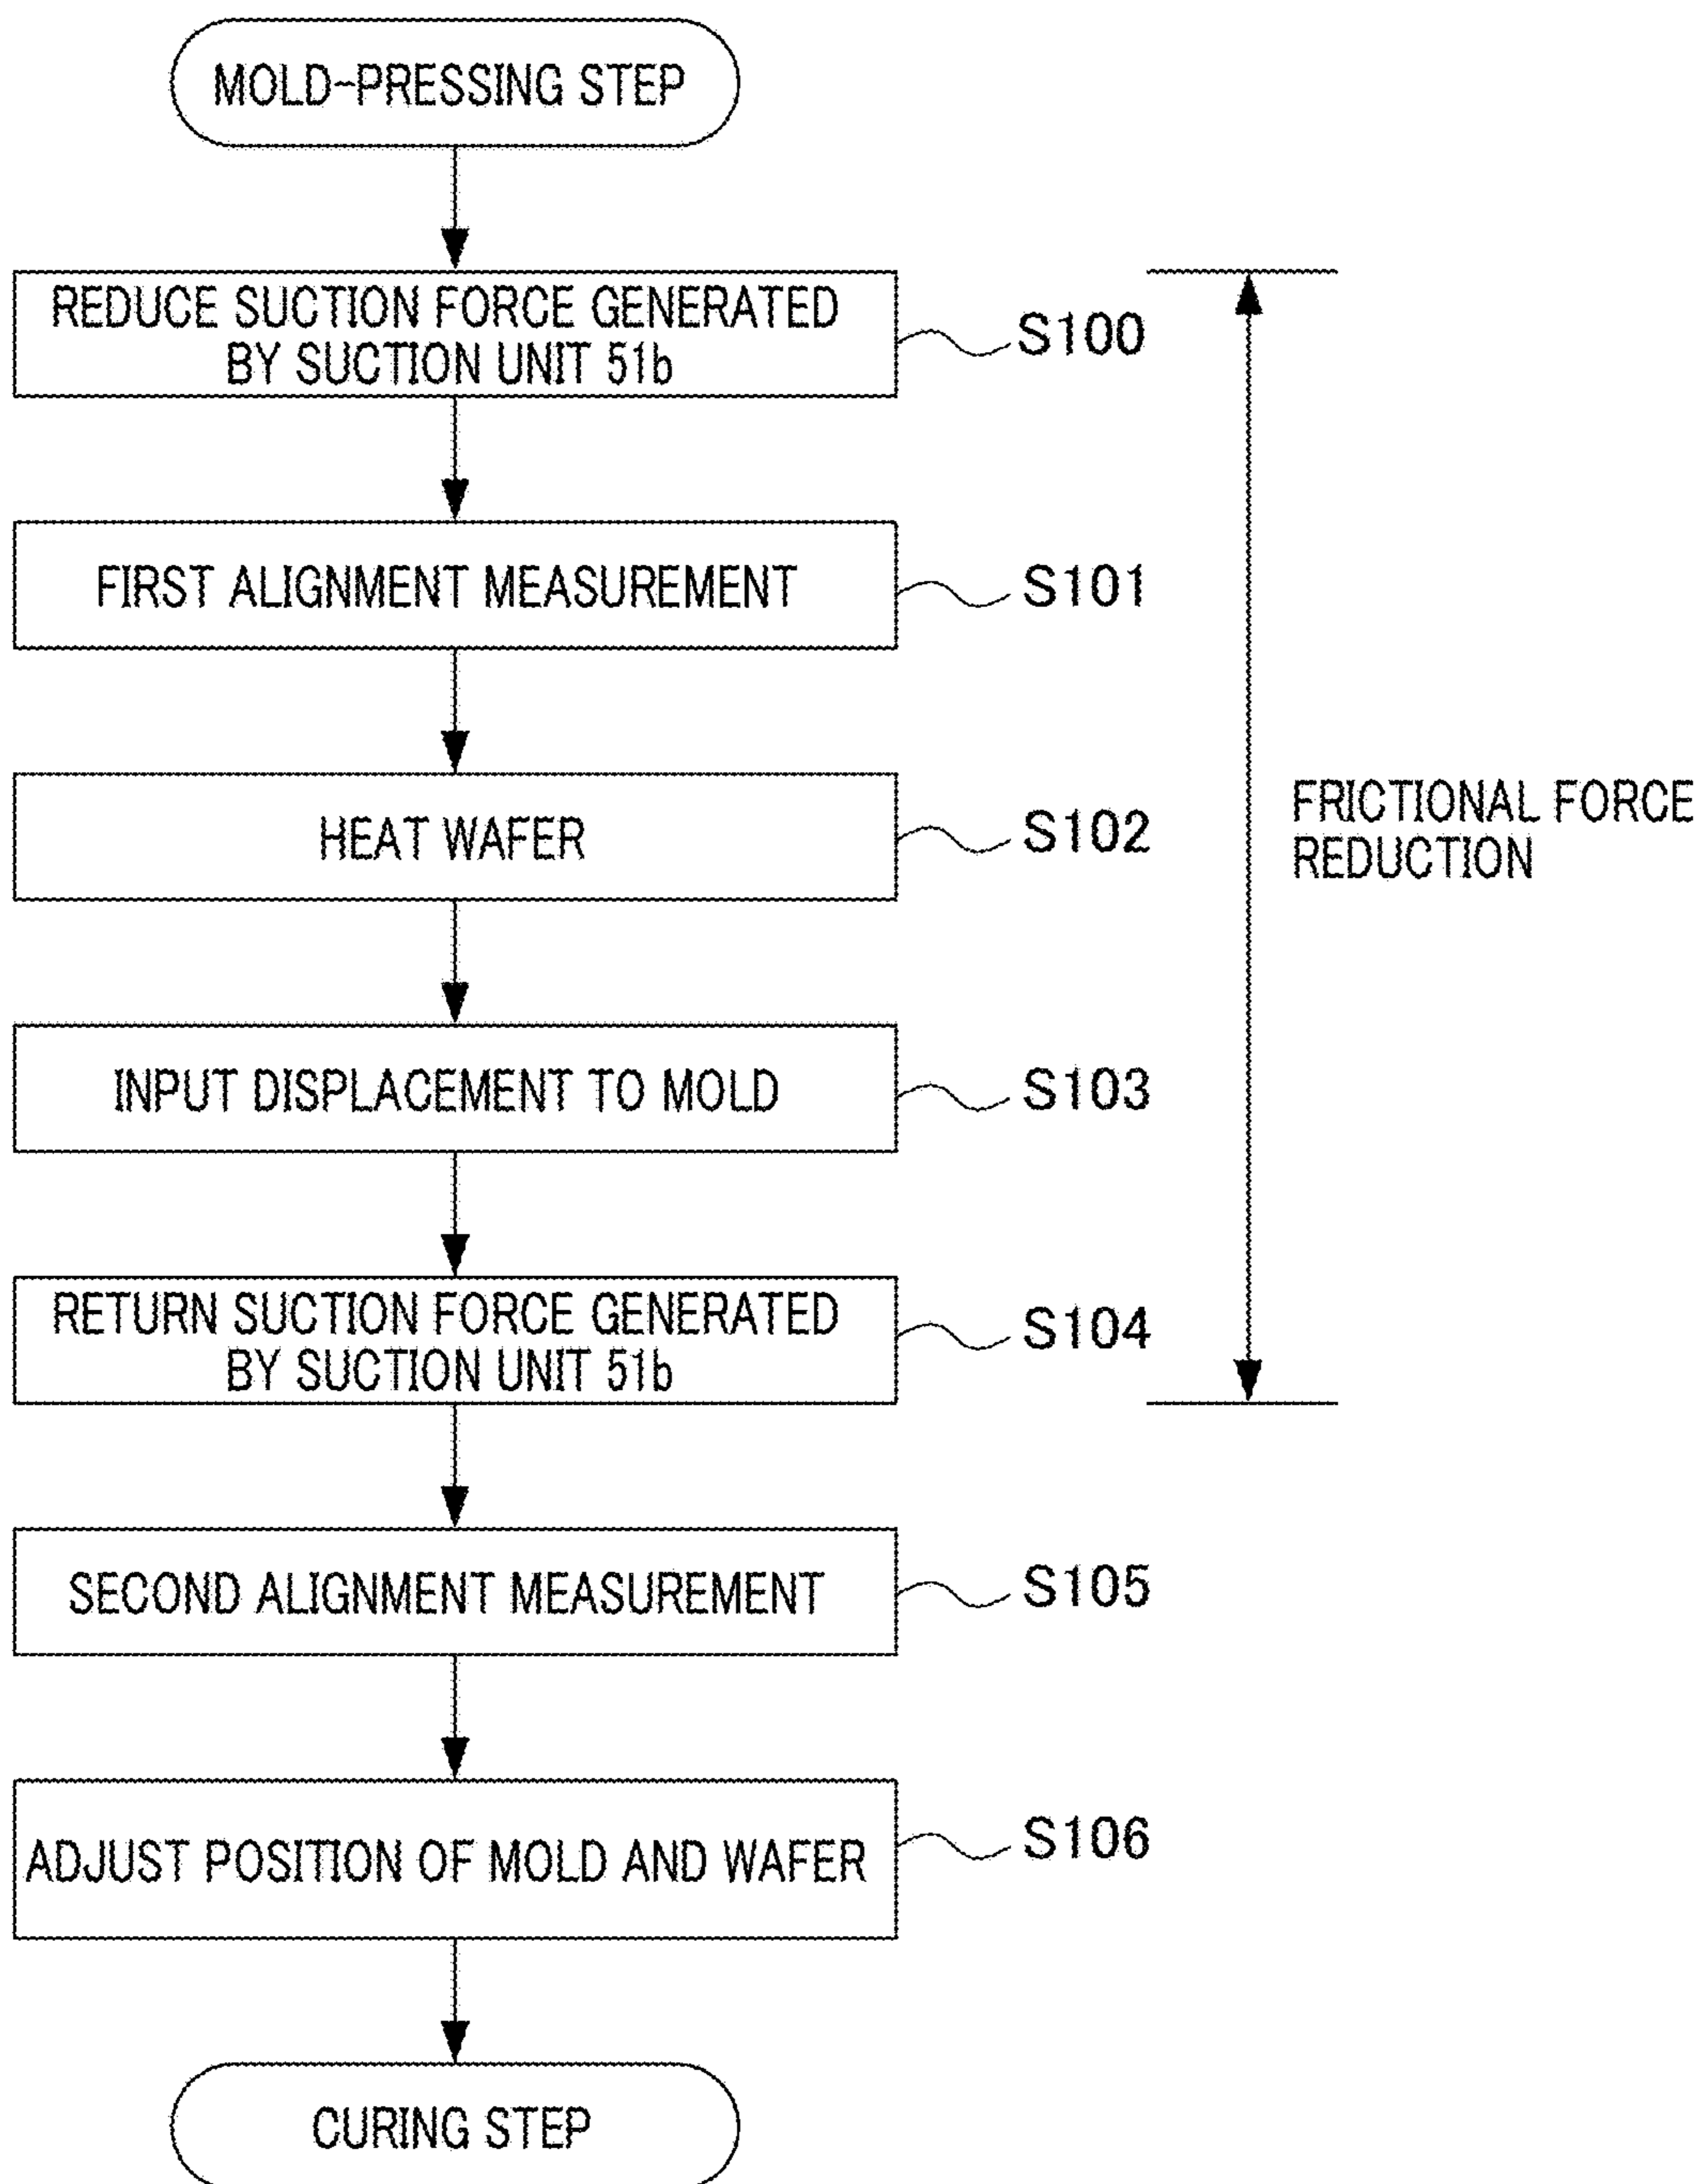 MOLD-PRESSING STEP
REDUCE SUCTION FORCE GENERATED
BY SUCTION UNIT 51b
S100
FIRST ALIGNMENT MEASUREMENT
S101
HEAT WAFER
S102
FRICTIONAL FORCE
REDUCTION
INPUT DISPLACEMENT TO MOLD
S103
RETURN SUCTION FORCE GENERATED
BY SUCTION UNIT 51b
S104
SECOND ALIGNMENT MEASUREMENT
S105
ADJUST POSITION OF MOLD AND WAFER
S106
CURING STEP